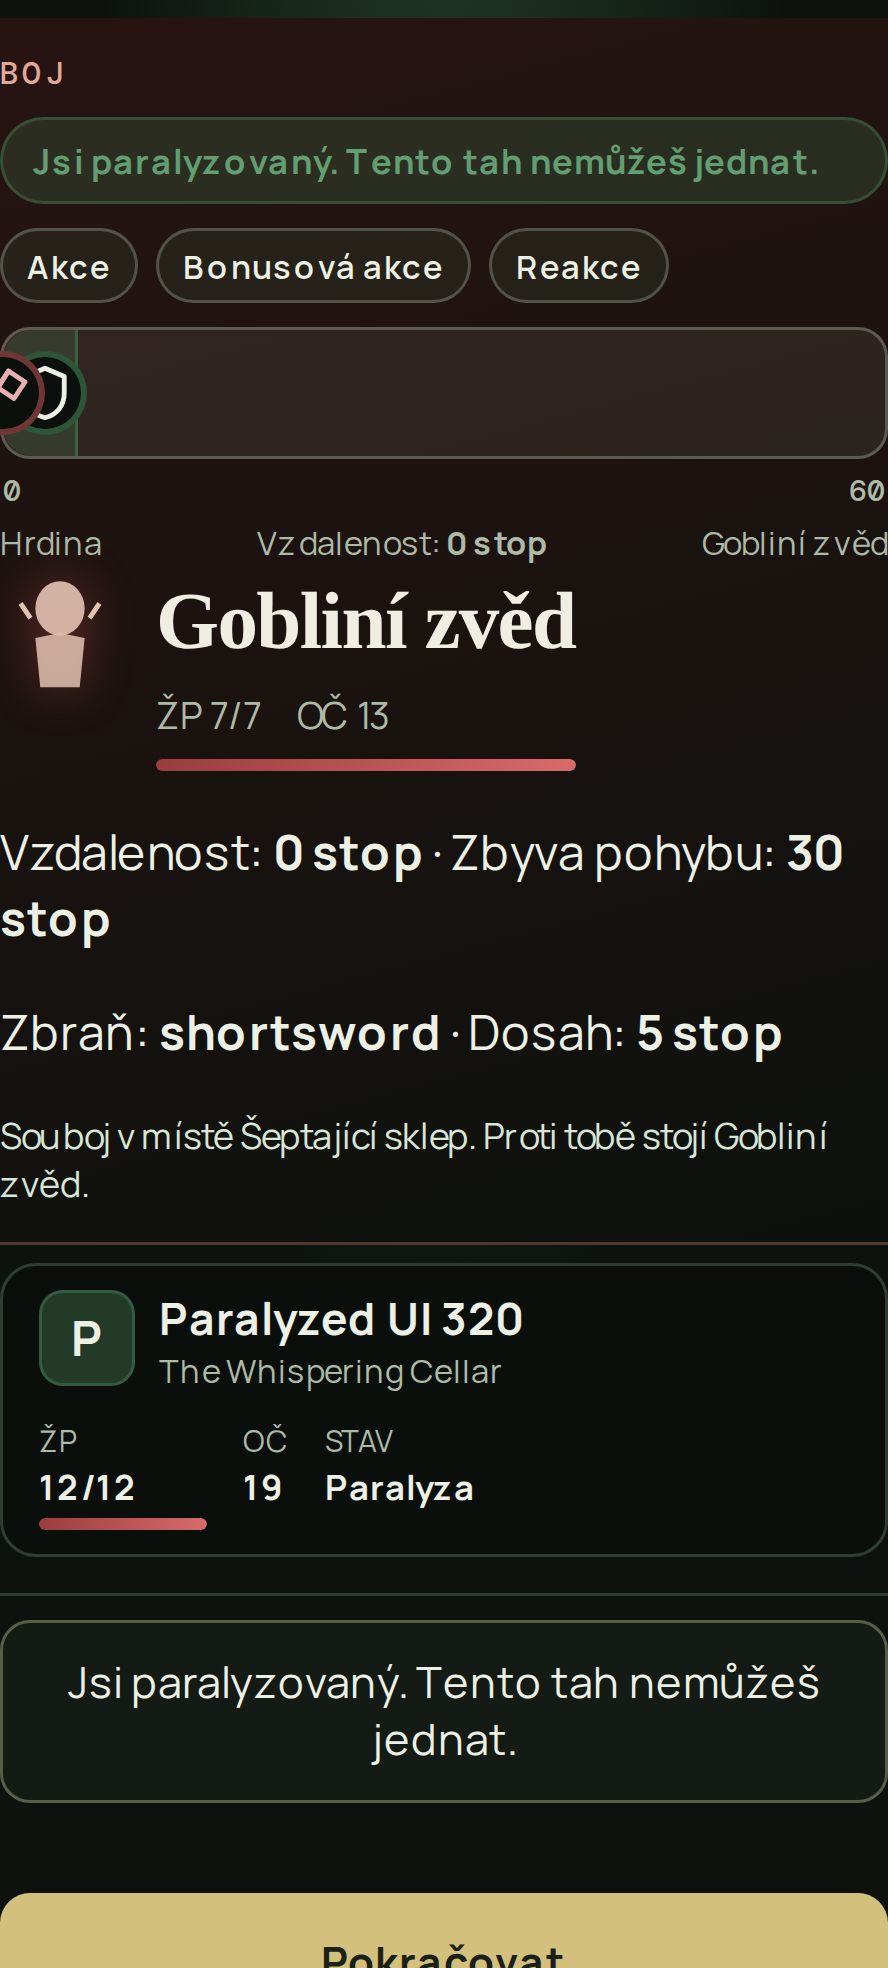 BOJ
Jsi paralyzovaný. Tento tah nemůžeš jednat.
Akce Bonusová akce Reakce
0 60
Hrdina Vzdalenost: 0 stop Gobliní zvěd
Gobliní zvěd
ŽP 7/7 OČ 13
Vzdalenost: 0 stop · Zbyva pohybu: 30
stop
Zbraň: shortsword · Dosah: 5 stop
Souboj v místě Šeptající sklep. Proti tobě stojí Gobliní
zvěd.
P
Paralyzed UI 320
The Whispering Cellar
ŽP OČ STAV
12/12 19 Paralyza
Jsi paralyzovaný. Tento tah nemůžeš
jednat.
Pokračovat